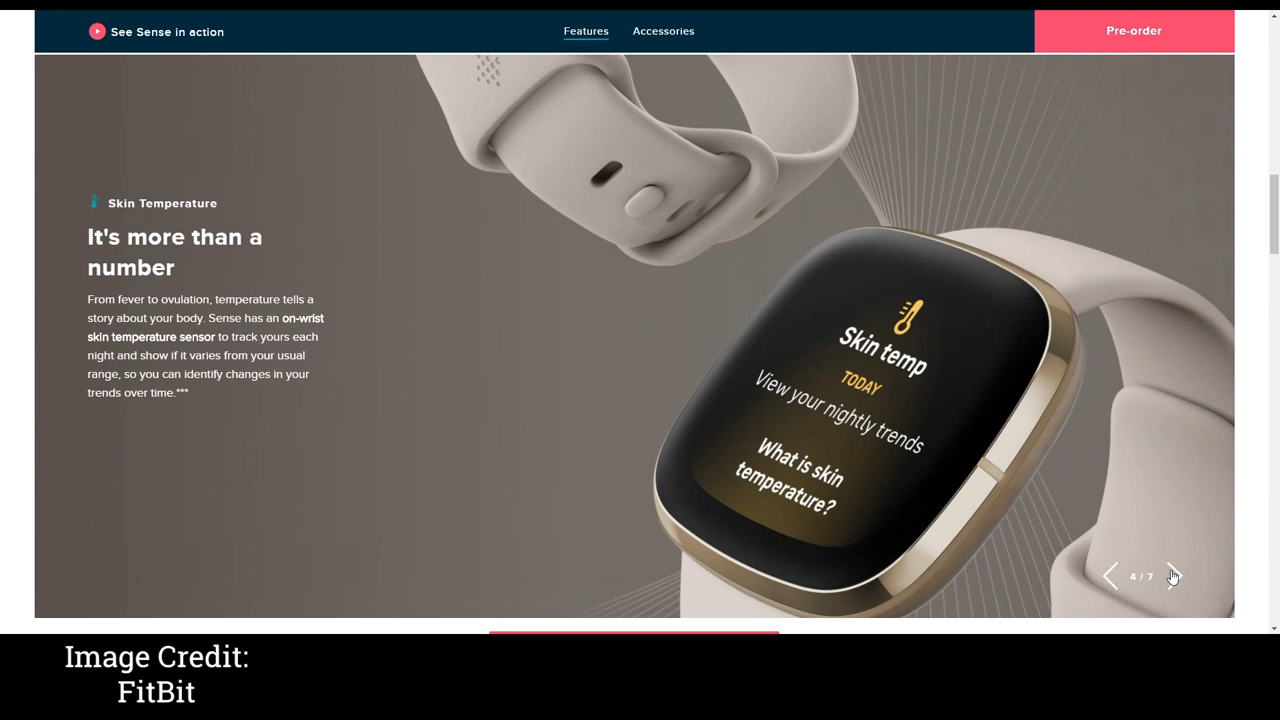 See Sense in action
Features
Accessories
Pre-order
Skin Temperature
It's more than a
number
From fever to ovulation, temperature tells a
story about your body. Sense has an on-wrist
skin temperature sensor to track yours each
night and show if it varies from your usual
range, so you can identify changes in your
trends over time.***
Skin temp
TODAY
View your nightly trends
What is skin
temperature?
4 / 7
Image Credit:
FitBit